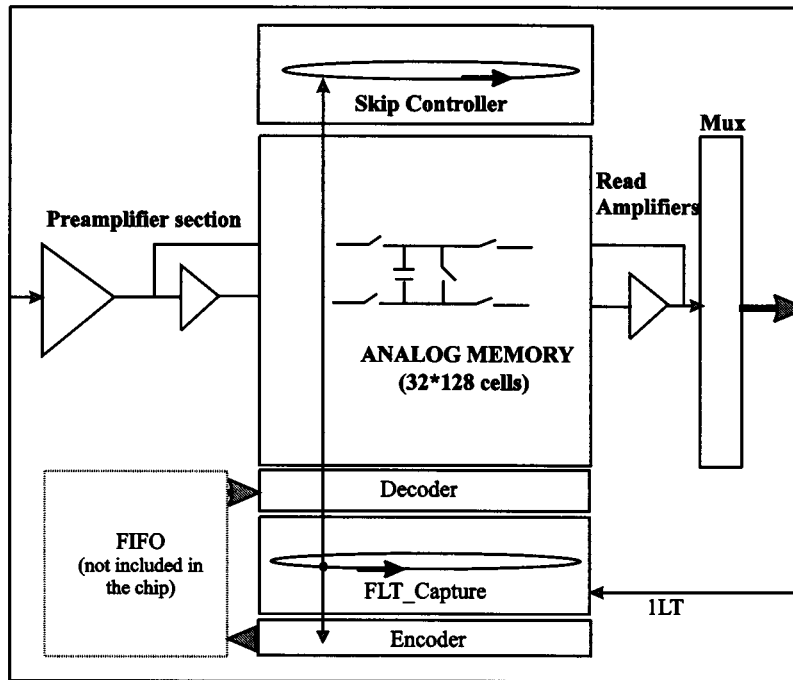 Skip Controller
Mux
Read
Amplifiers
Preamplifier section
ANALOG MEMORY
(32*128 cells)
Decoder
FIFO
(not included in
the chip)
FLT_Capture
1LT
Encoder